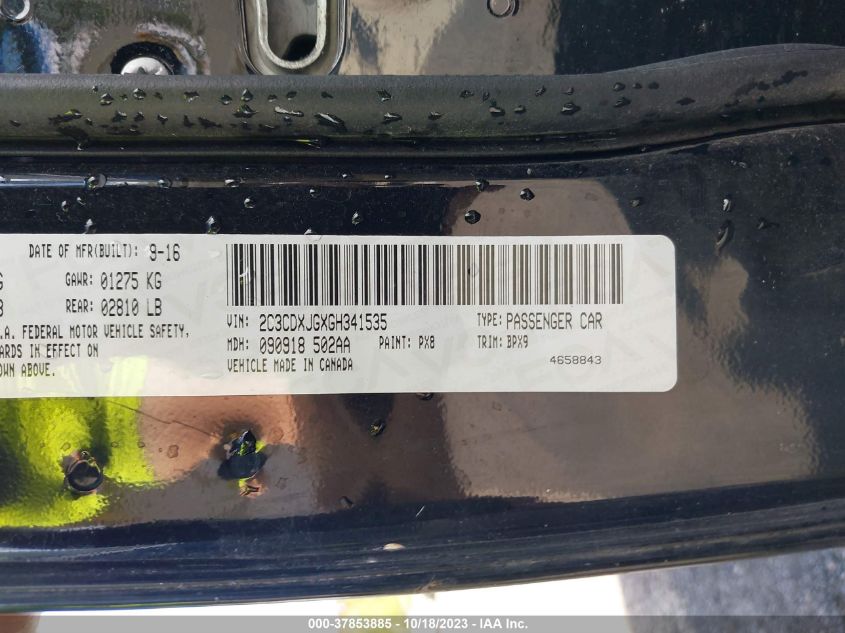 DATE OF MFR(BUILT): 9-16
G GAWR: 01275 KG
B REAR: 02810 LB
.A. FEDERAL MOTOR VEHICLE SAFETY,
ARDS IN EFFECT ON
OWN ABOVE.
VIN: 2C3CDXJGXGH341535 TYPE: PASSENGER CAR
MDH: 090918 502AA PAINT: PX8 TRIM: BPX9
VEHICLE MADE IN CANADA 4658843
000-37853885 - 10/18/2023 - IAA Inc.